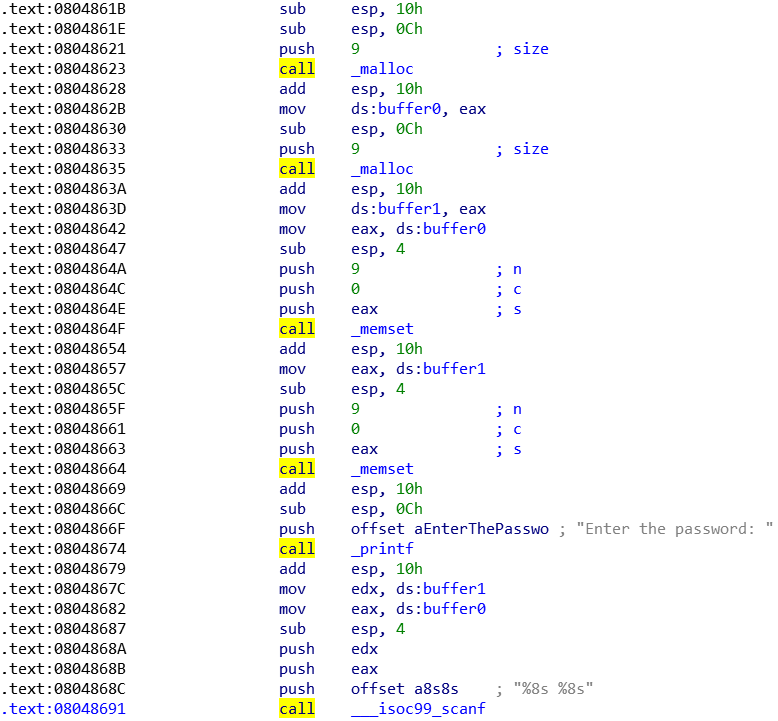 .text:0804861B sub esp, 10h
.text:0804861E sub esp, 0Ch
.text:08048621 push 9 ; size
.text:08048623 call _malloc
.text:08048628 add esp, 10h
.text:0804862B mov ds:buffer0, eax
.text:08048630 sub esp, 0Ch
.text:08048633 push 9 ; size
.text:08048635 call _malloc
.text:0804863A add esp, 10h
.text:0804863D mov ds:buffer1, eax
.text:08048642 mov eax, ds:buffer0
.text:08048647 sub esp, 4
.text:0804864A push 9 ; n
.text:0804864C push 0 ; c
.text:0804864E push eax ; s
.text:0804864F call _memset
.text:08048654 add esp, 10h
.text:08048657 mov eax, ds:buffer1
.text:0804865C sub esp, 4
.text:0804865F push 9 ; n
.text:08048661 push 0 ; c
.text:08048663 push eax ; s
.text:08048664 call _memset
.text:08048669 add esp, 10h
.text:0804866C sub esp, 0Ch
.text:0804866F push offset aEnterThePasswo ; "Enter the password: "
.text:08048674 call _printf
.text:08048679 add esp, 10h
.text:0804867C mov edx, ds:buffer1
.text:08048682 mov eax, ds:buffer0
.text:08048687 sub esp, 4
.text:0804868A push edx
.text:0804868B push eax
.text:0804868C push offset a8s8s ; "%8s %8s"
.text:08048691 call ___isoc99_scanf